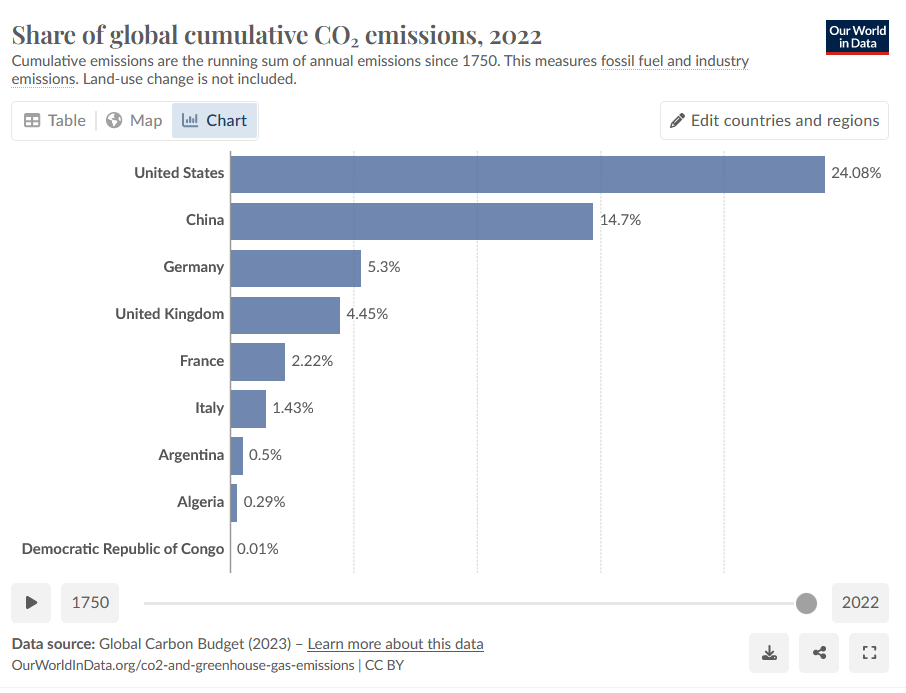 Share of global cumulative CO₂ emissions, 2022
Our World
in Data
Cumulative emissions are the running sum of annual emissions since 1750. This measures fossil fuel and industry
emissions. Land-use change is not included.
Table
Map
Chart
Edit countries and regions
United States 24.08%
China 14.7%
Germany 5.3%
United Kingdom 4.45%
France 2.22%
Italy 1.43%
Argentina 0.5%
Algeria 0.29%
Democratic Republic of Congo 0.01%
1750
2022
Data source: Global Carbon Budget (2023) – Learn more about this data
OurWorldInData.org/co2-and-greenhouse-gas-emissions | CC BY